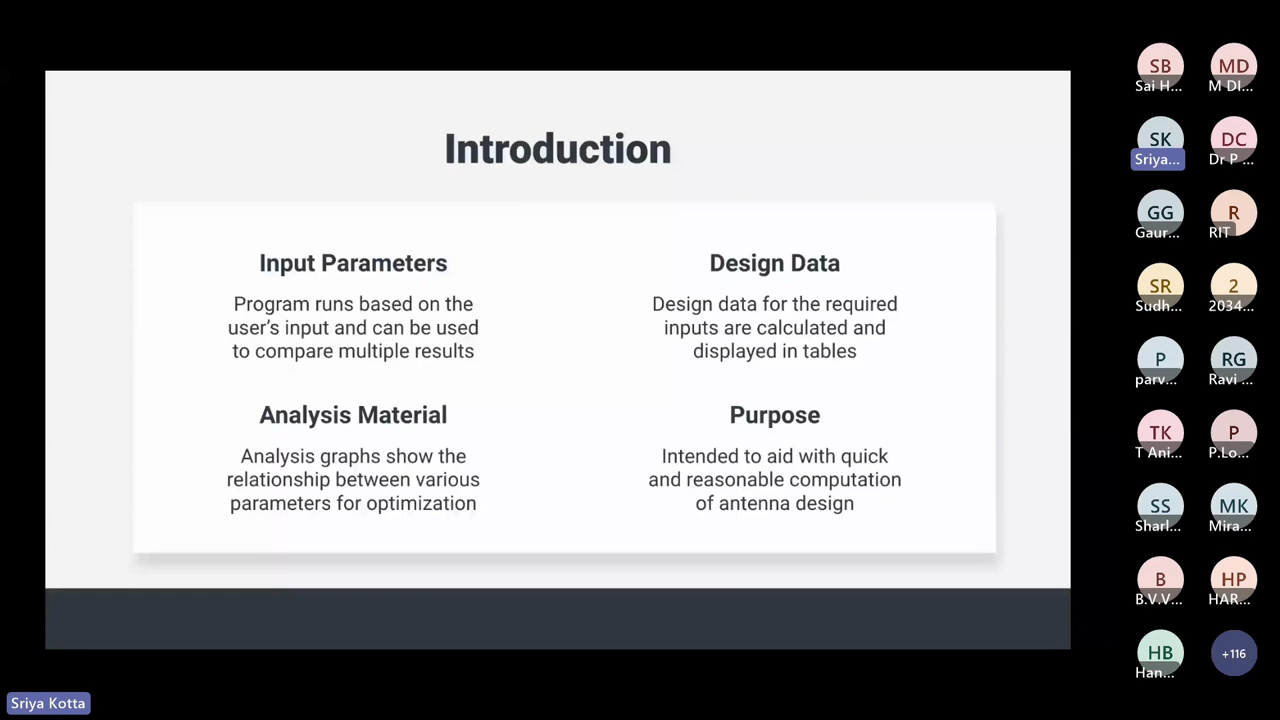 Introduction
Input Parameters
Program runs based on the
user's input and can be used
to compare multiple results
Design Data
Design data for the required
inputs are calculated and
displayed in tables
Analysis Material
Analysis graphs show the
relationship between various
parameters for optimization
Purpose
Intended to aid with quick
and reasonable computation
of antenna design
SB
Sai H...
MD
M DI...
SK
Sriya...
DC
Dr P ...
GG
Gaur...
R
RIT
SR
Sudh...
2
2034...
P
parv...
RG
Ravi ...
TK
T Ani...
P
P.Lo...
SS
Sharl...
MK
Mira...
B
B.V.V...
HP
HAR...
HB
Han...
+116
Sriya Kotta